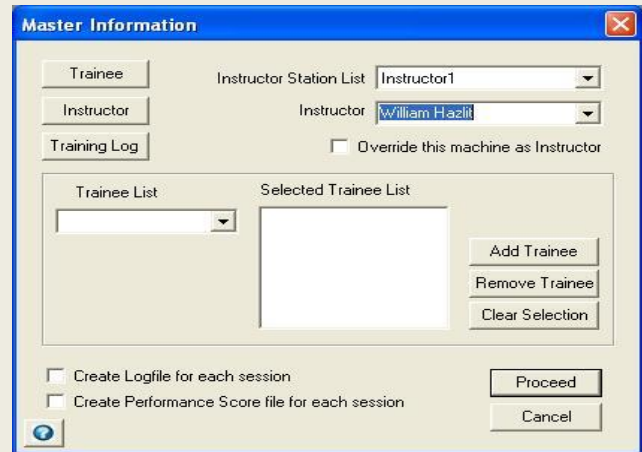 Master Information
Trainee
Instructor Station List Instructor1
Instructor
Instructor William Hazlit
Training Log
Override this machine as Instructor
Trainee List
Selected Trainee List
Add Trainee
Remove Trainee
Clear Selection
Create Logfile for each session
Create Performance Score file for each session
Proceed
Cancel